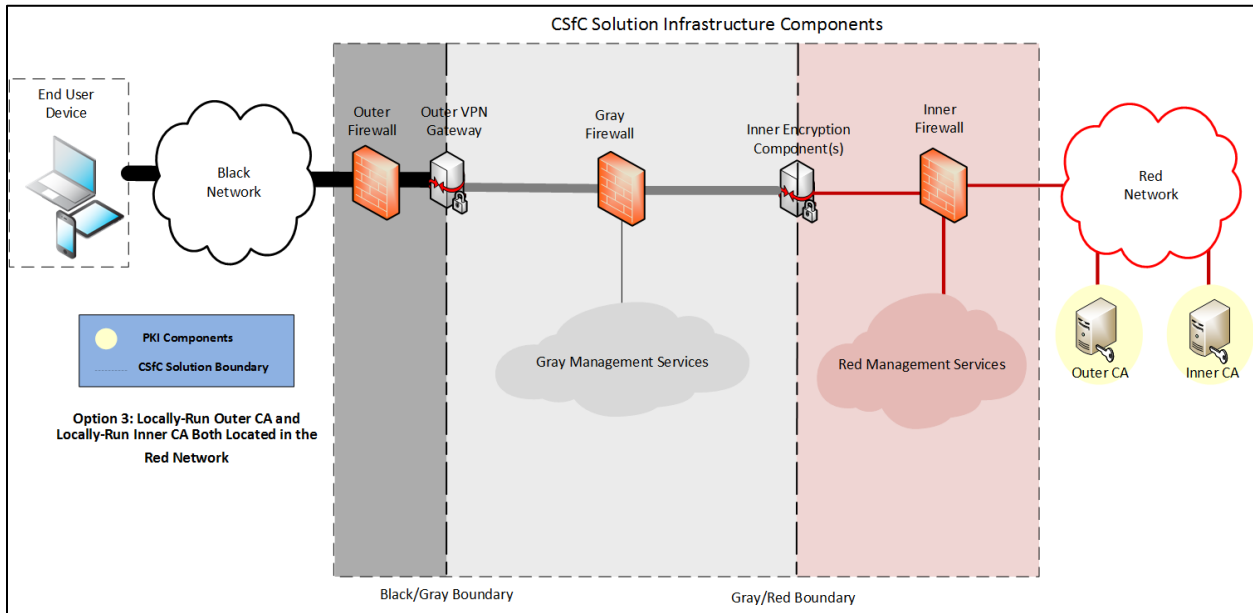 CSfC Solution Infrastructure Components
End User
Device
Black
Network
Outer
Firewall
Outer VPN
Gateway
Gray
Firewall
Inner Encryption
Component(s)
Inner
Firewall
Red
Network
Gray Management Services
Red Management Services
Outer CA
Inner CA
PKI Components
CSfC Solution Boundary
Option 3: Locally-Run Outer CA and
Locally-Run Inner CA Both Located in the
Red Network
Black/Gray Boundary
Gray/Red Boundary